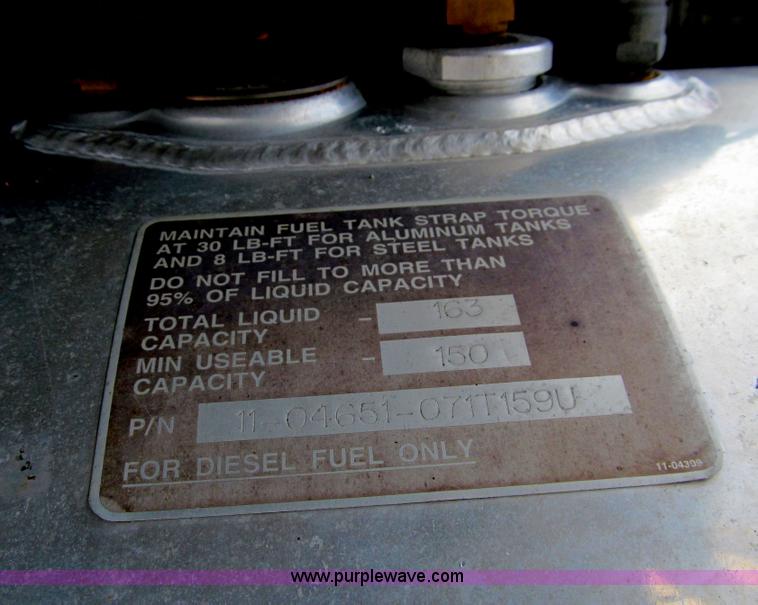 MAINTAIN FUEL TANK STRAP TORQUE
AT 30 LB-FT FOR ALUMINUM TANKS
AND 8 LB-FT FOR STEEL TANKS
DO NOT FILL TO MORE THAN
95% OF LIQUID CAPACITY
TOTAL LIQUID - 163
CAPACITY
MIN USEABLE - 150
CAPACITY
P/N 11-04651-071T159U
FOR DIESEL FUEL ONLY
11-04309
www.purplewave.com